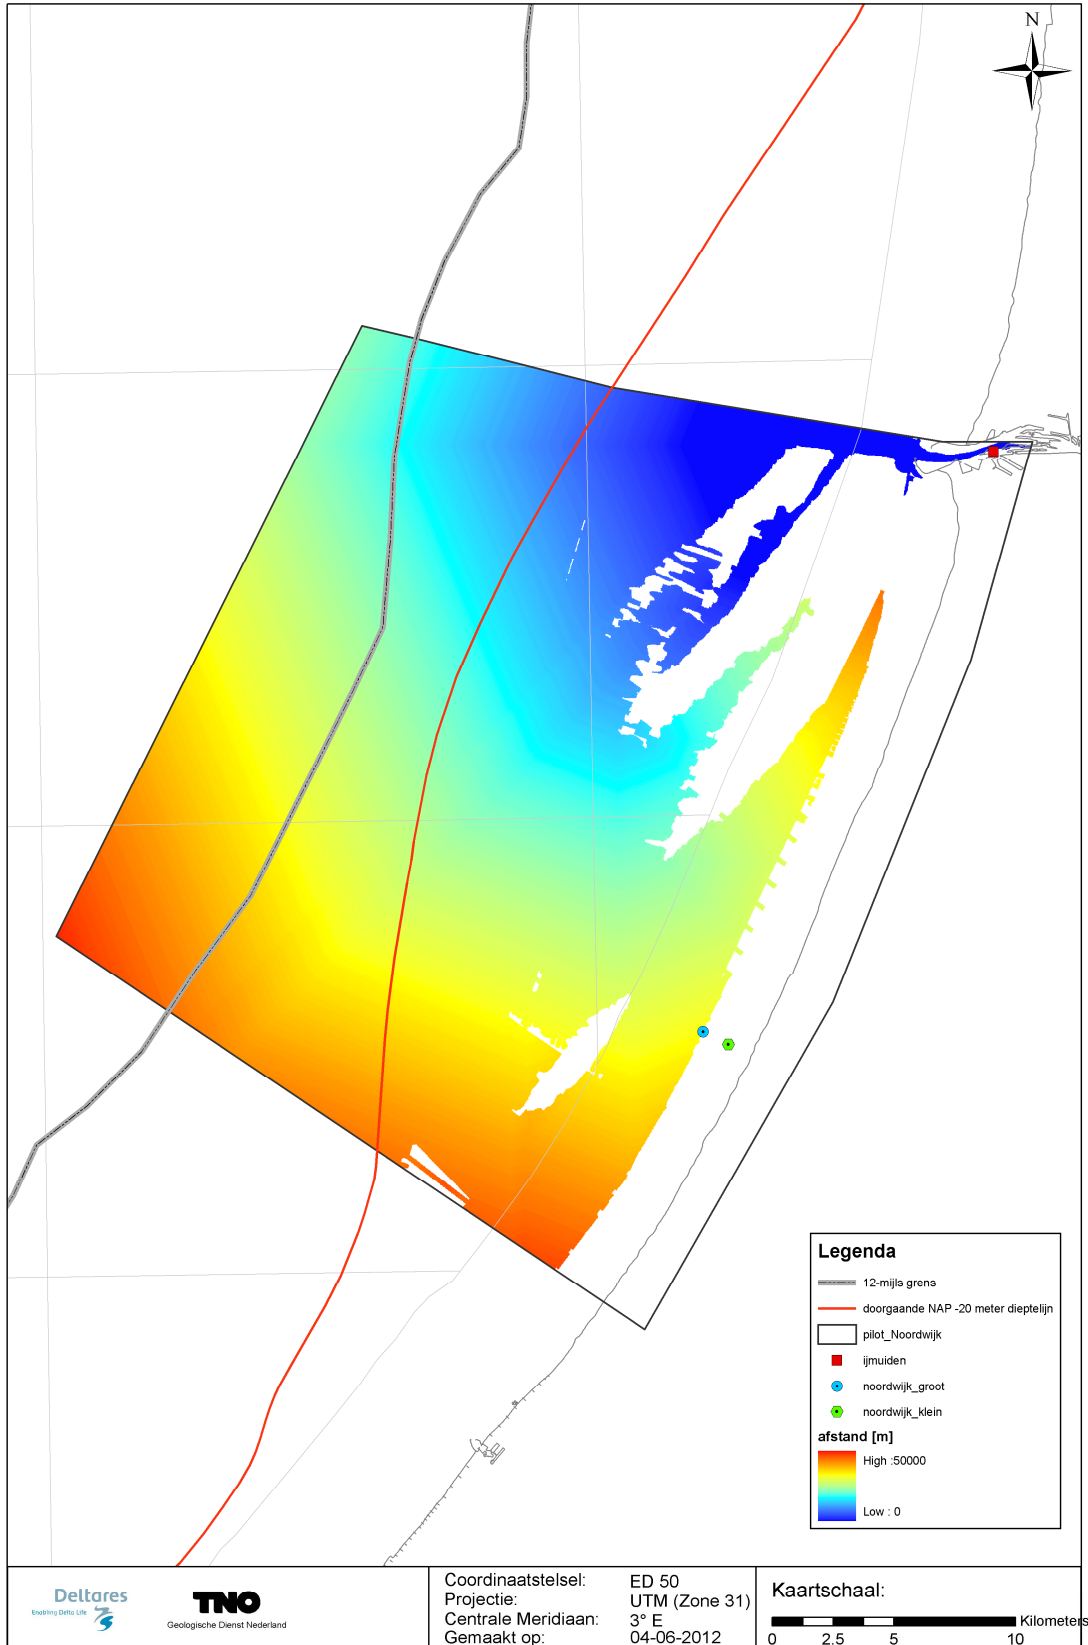 N
Legenda
12-mijls grens
doorgaande NAP -20 meter dieptelijn
pilot_Noordwijk
ijmuiden
noordwijk_groot
noordwijk_klein
afstand [m]
High :50000
Low : 0
Deltares
Enabling Delta Life
TNO
Geologische Dienst Nederland
Coordinaatstelsel: ED 50
Projectie: UTM (Zone 31)
Centrale Meridiaan: 3° E
Gemaakt op: 04-06-2012
Kaartschaal:
Kilometers
0 2.5 5 10